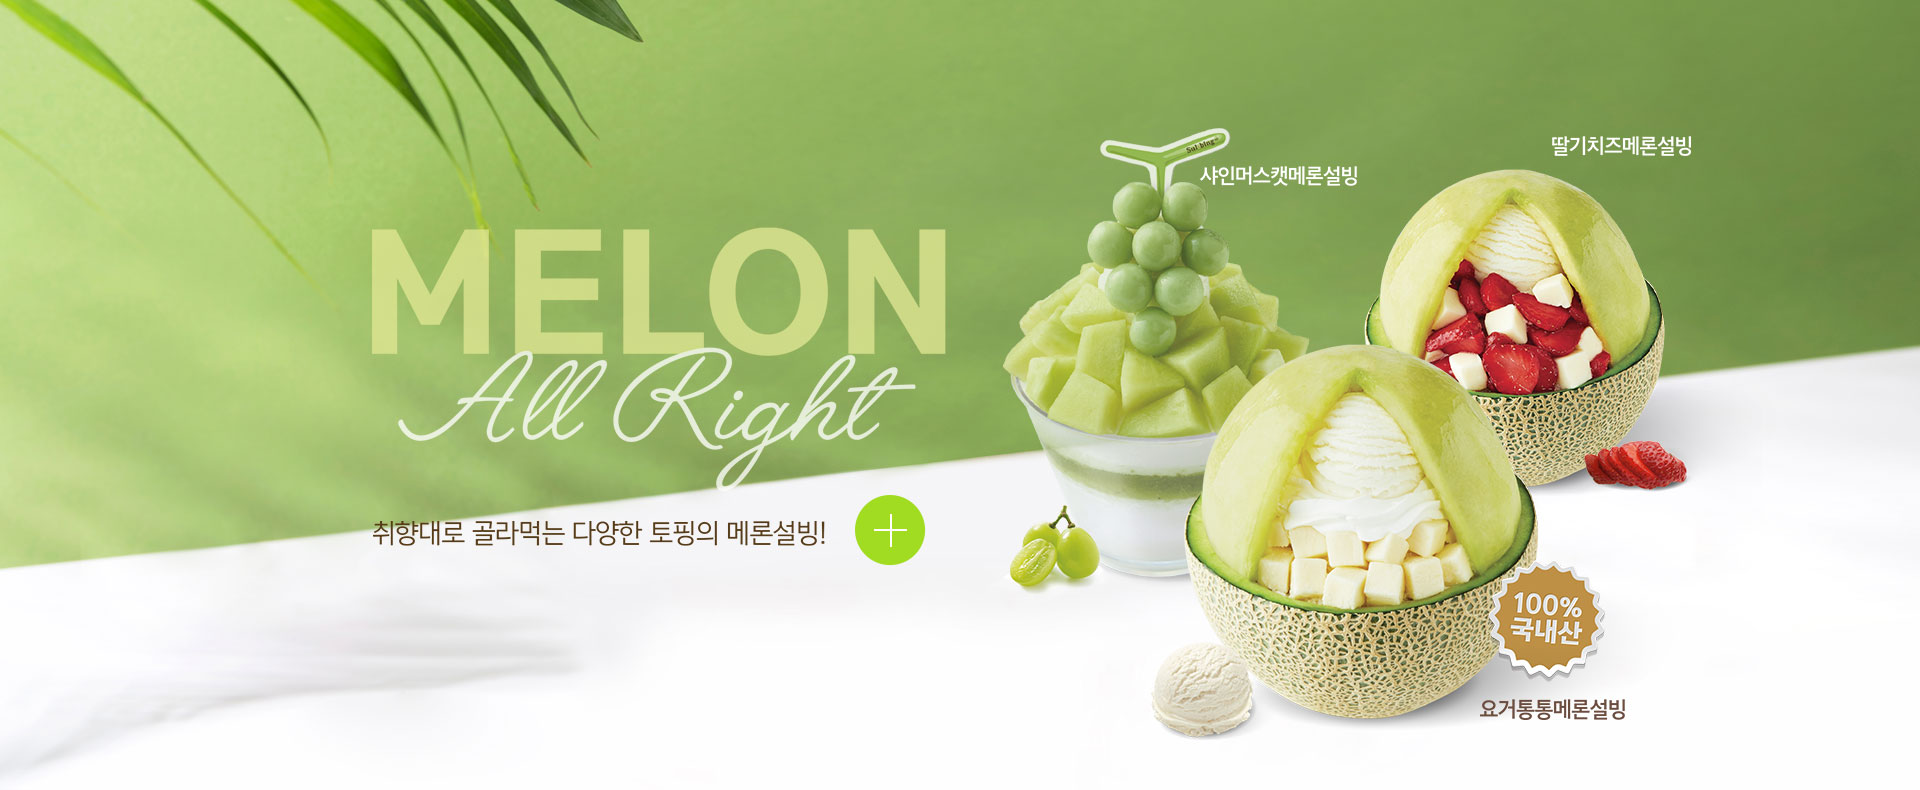 MELON
All Right
취향대로 골라먹는 다양한 토핑의 메론설빙!
Sulbing
샤인머스캣메론설빙
딸기치즈메론설빙
100%
국내산
요거통통메론설빙